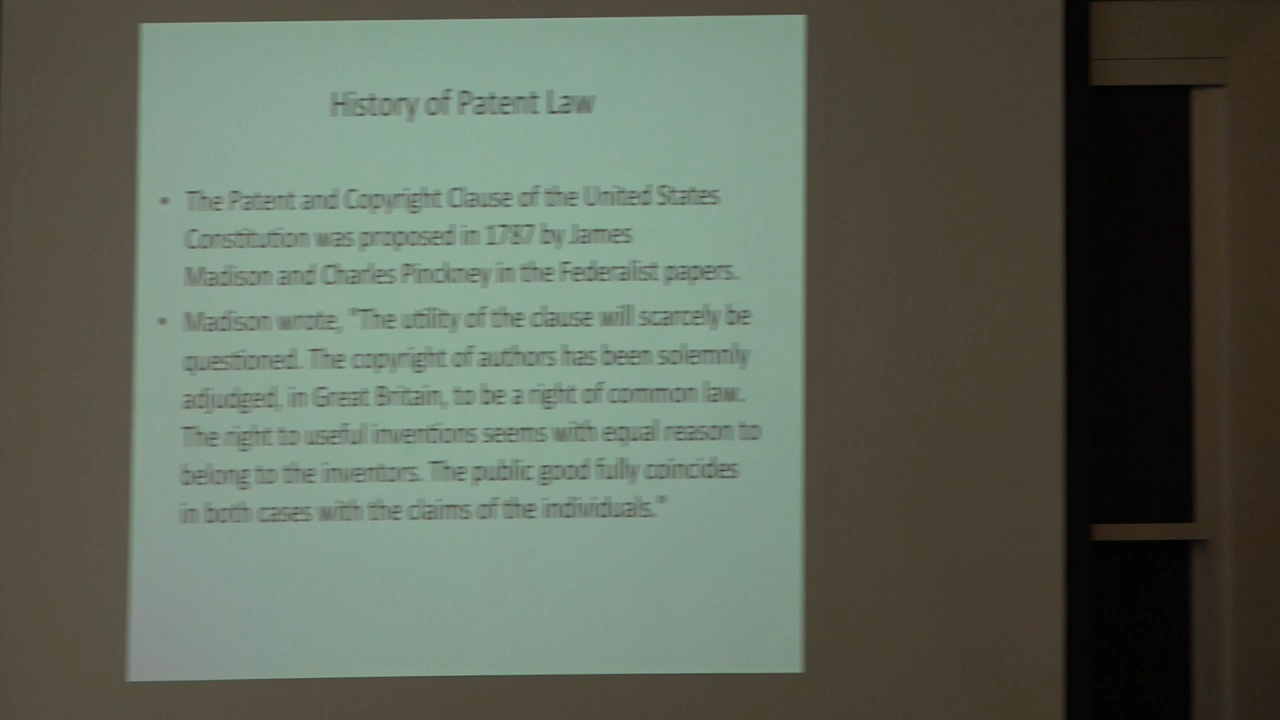 History of Patent Law
• The Patent and Copyright Clause of the United States
Constitution was proposed in 1787 by James
Madison and Charles Pinckney in the Federalist papers.
• Madison wrote, "The utility of the clause will scarcely be
questioned. The copyright of authors has been solemnly
adjudged, in Great Britain, to be a right of common law.
The right to useful inventions seems with equal reason to
belong to the inventors. The public good fully coincides
in both cases with the claims of the individuals."